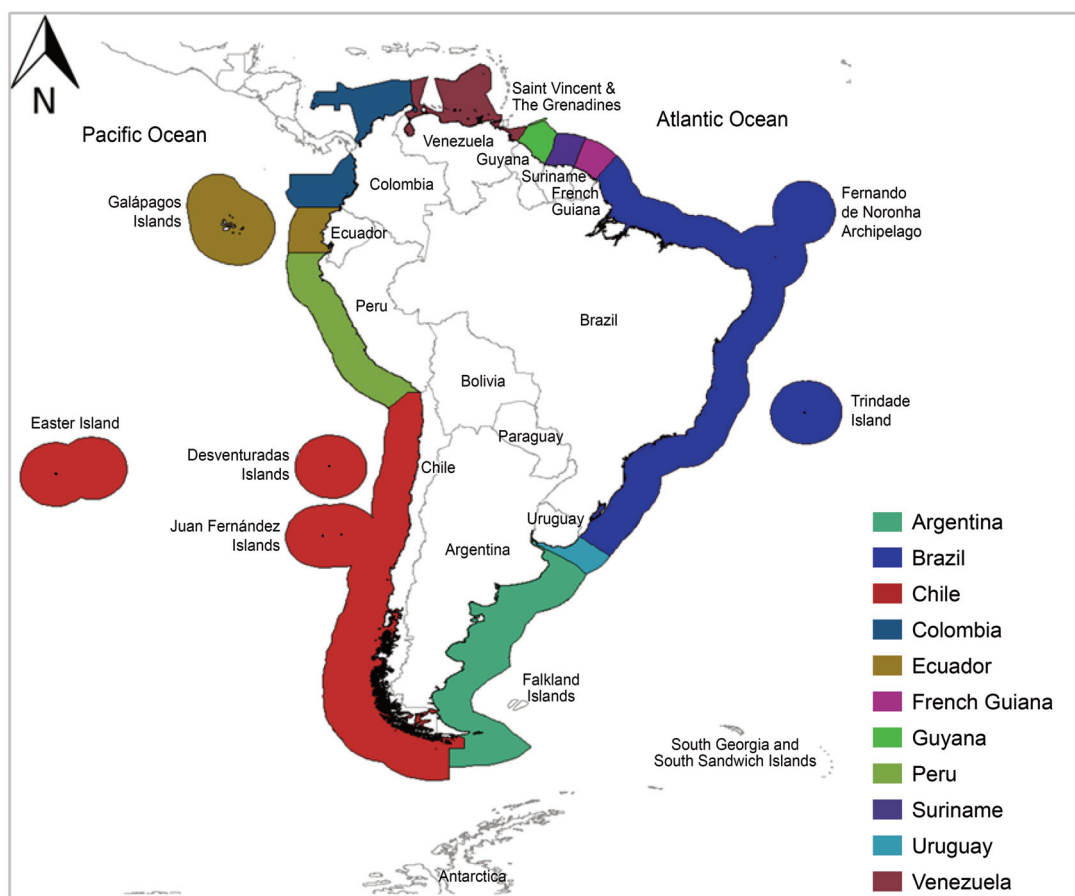 N
Pacific Ocean
Saint Vincent &
The Grenadines
Atlantic Ocean
Venezuela
Guyana
Suriname
French
Guiana
Colombia
Galápagos
Islands
Ecuador
Fernando
de Noronha
Archipelago
Peru
Brazil
Bolivia
Easter Island
Paraguay
Trindade
Island
Desventuradas
Islands
Chile
Juan Fernández
Islands
Uruguay
Argentina
Falkland
Islands
South Georgia and
South Sandwich Islands
Antarctica
Argentina
Brazil
Chile
Colombia
Ecuador
French Guiana
Guyana
Peru
Suriname
Uruguay
Venezuela